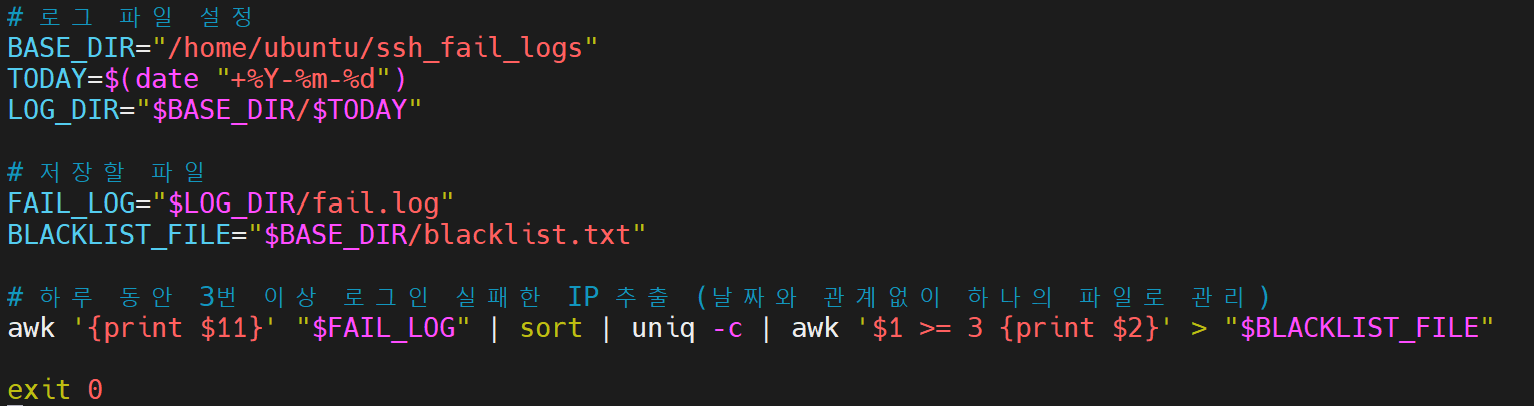 # 로그 파일 설정
BASE_DIR="/home/ubuntu/ssh_fail_logs"
TODAY=$(date "+%Y-%m-%d")
LOG_DIR="$BASE_DIR/$TODAY"
# 저장할 파일
FAIL_LOG="$LOG_DIR/fail.log"
BLACKLIST_FILE="$BASE_DIR/blacklist.txt"
# 하루 동안 3번 이상 로그인 실패한 IP 추출 (날짜와 관계없이 하나의 파일로 관리)
awk '{print $11}' "$FAIL_LOG" | sort | uniq -c | awk '$1 >= 3 {print $2}' > "$BLACKLIST_FILE"
exit 0